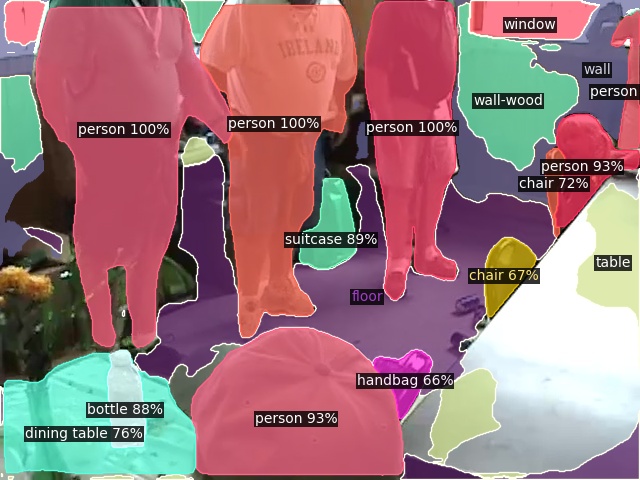 window
IRELAND
wall
person
wall-wood
person 100%
person 100%
person 100%
person 93%
chair 72%
suitcase 89%
table
chair 67%
floor
handbag 66%
bottle 88%
person 93%
dining table 76%